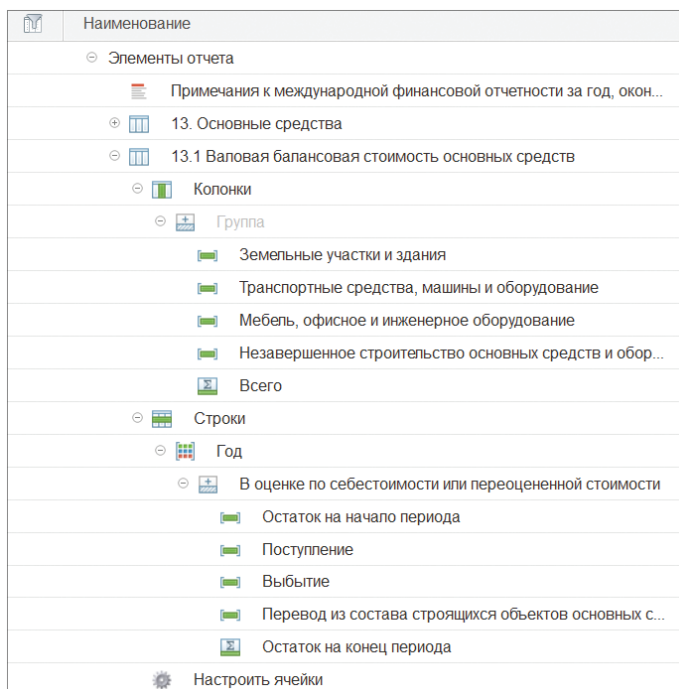 Наименование
Элементы отчета
Примечания к международной финансовой отчетности за год, окон...
13. Основные средства
13.1 Валовая балансовая стоимость основных средств
Колонки
Группа
Земельные участки и здания
Транспортные средства, машины и оборудование
Мебель, офисное и инженерное оборудование
Незавершенное строительство основных средств и обор...
Всего
Строки
Год
В оценке по себестоимости или переоцененной стоимости
Остаток на начало периода
Поступление
Выбытие
Перевод из состава строящихся объектов основных с...
Остаток на конец периода
Настроить ячейки